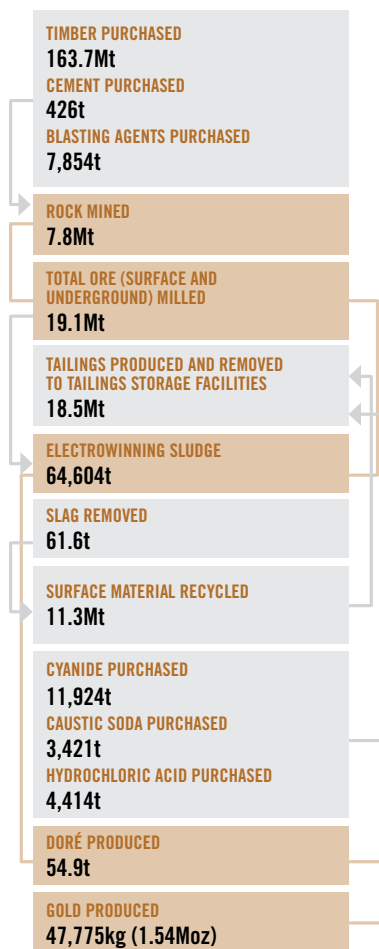 TIMBER PURCHASED
163.7Mt
CEMENT PURCHASED
426t
BLASTING AGENTS PURCHASED
7,854t
ROCK MINED
7.8Mt
TOTAL ORE (SURFACE AND
UNDERGROUND) MILLED
19.1Mt
TAILINGS PRODUCED AND REMOVED
TO TAILINGS STORAGE FACILITIES
18.5Mt
ELECTROWINNING SLUDGE
64,604t
SLAG REMOVED
61.6t
SURFACE MATERIAL RECYCLED
11.3Mt
CYANIDE PURCHASED
11,924t
CAUSTIC SODA PURCHASED
3,421t
HYDROCHLORIC ACID PURCHASED
4,414t
DORÉ PRODUCED
54.9t
GOLD PRODUCED
47,775kg (1.54Moz)